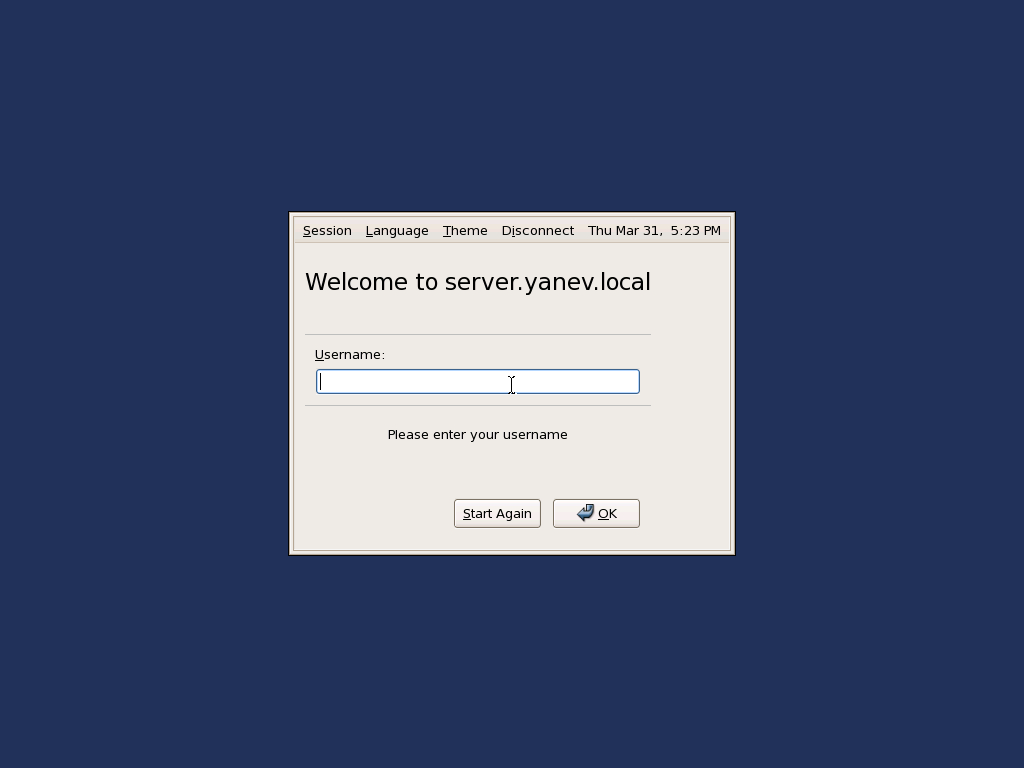 Session Language Theme Disconnect Thu Mar 31, 5:23 PM
Welcome to server.yanev.local
Username:
Please enter your username
Start Again OK